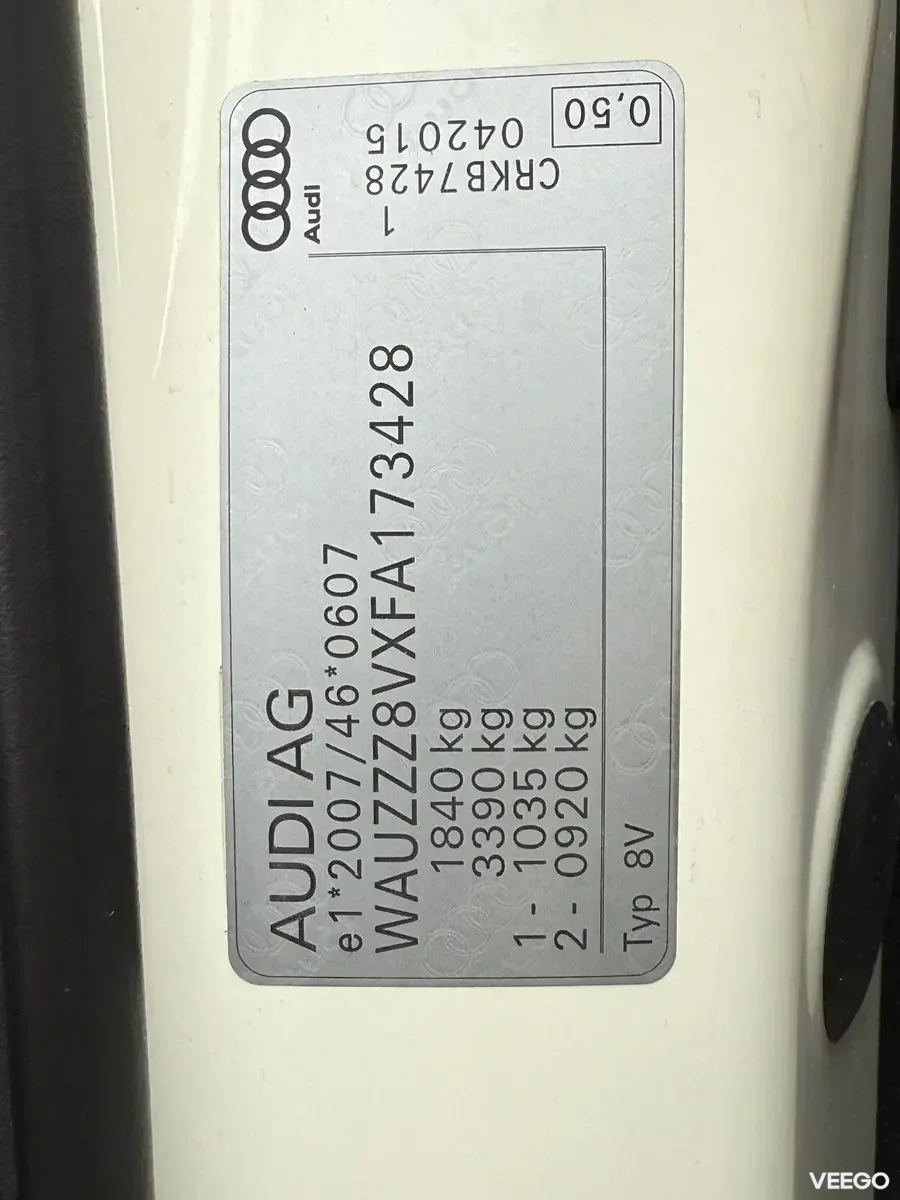 AUDI AG
e1*2007/46*0607
WAUZZZ8VXFA173428
1840 kg
3390 kg
1- 1035 kg
2- 0920 kg
Typ 8V
Audi
1
CRKB7428
042015
0,50
VEEGO